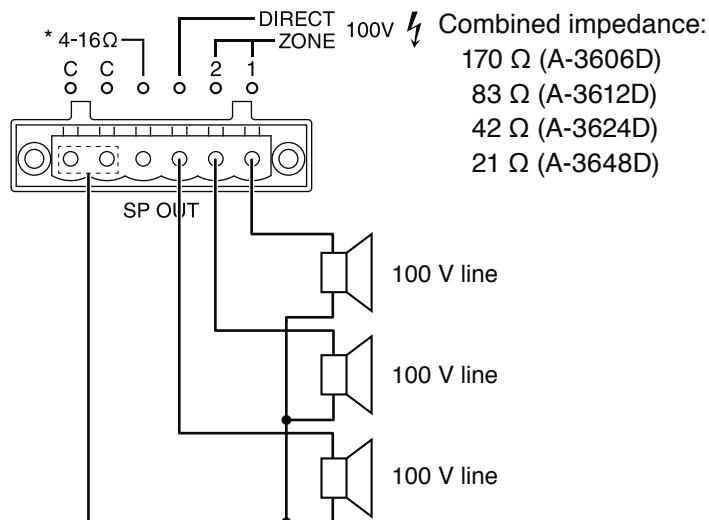 * 4-16Ω
DIRECT
ZONE
100V
C C 2 1
SP OUT
Combined impedance:
170 Ω (A-3606D)
83 Ω (A-3612D)
42 Ω (A-3624D)
21 Ω (A-3648D)
100 V line
100 V line
100 V line